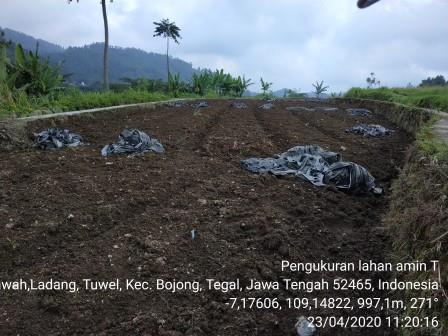 Pengukuran lahan amin T
wah,Ladang, Tuwel, Kec. Bojong, Tegal, Jawa Tengah 52465, Indonesia
-7,17606, 109,14822, 997,1m, 271°
23/04/2020 11:20:16